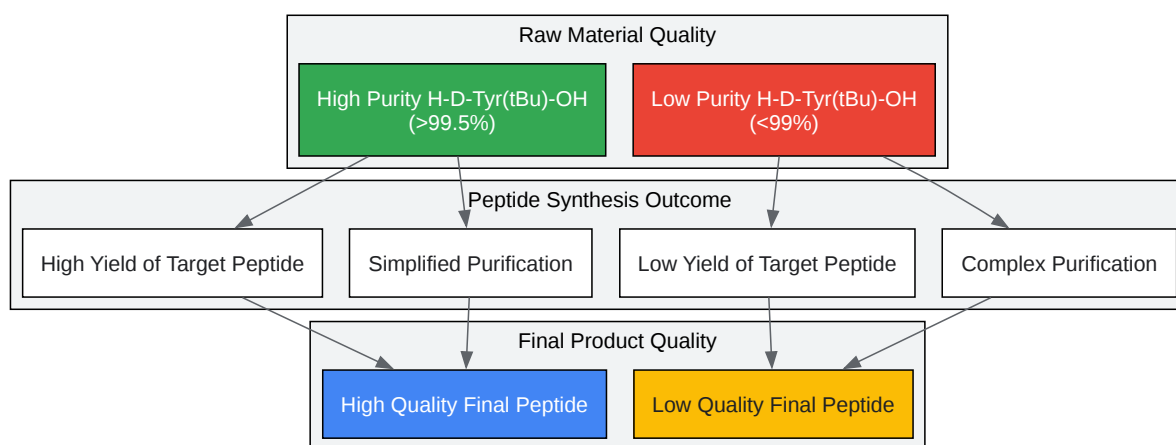 Raw Material Quality
High Purity H-D-Tyr(tBu)-OH
(>99.5%)
Low Purity H-D-Tyr(tBu)-OH
(<99%)
Peptide Synthesis Outcome
High Yield of Target Peptide
Simplified Purification
Low Yield of Target Peptide
Complex Purification
Final Product Quality
High Quality Final Peptide
Low Quality Final Peptide